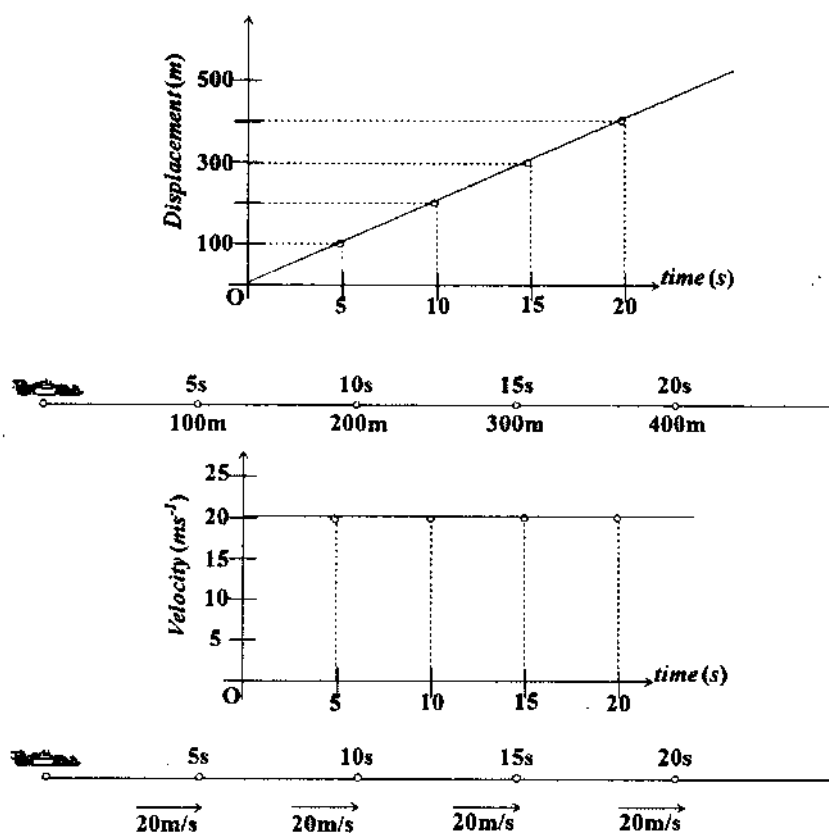 Displacement (m)
500
300
100
O
5 10 15 20
time (s)
5s 10s 15s 20s
100m 200m 300m 400m
Velocity (ms⁻¹)
25
20
15
10
5
O
5 10 15 20
time (s)
5s 10s 15s 20s
20m/s 20m/s 20m/s 20m/s